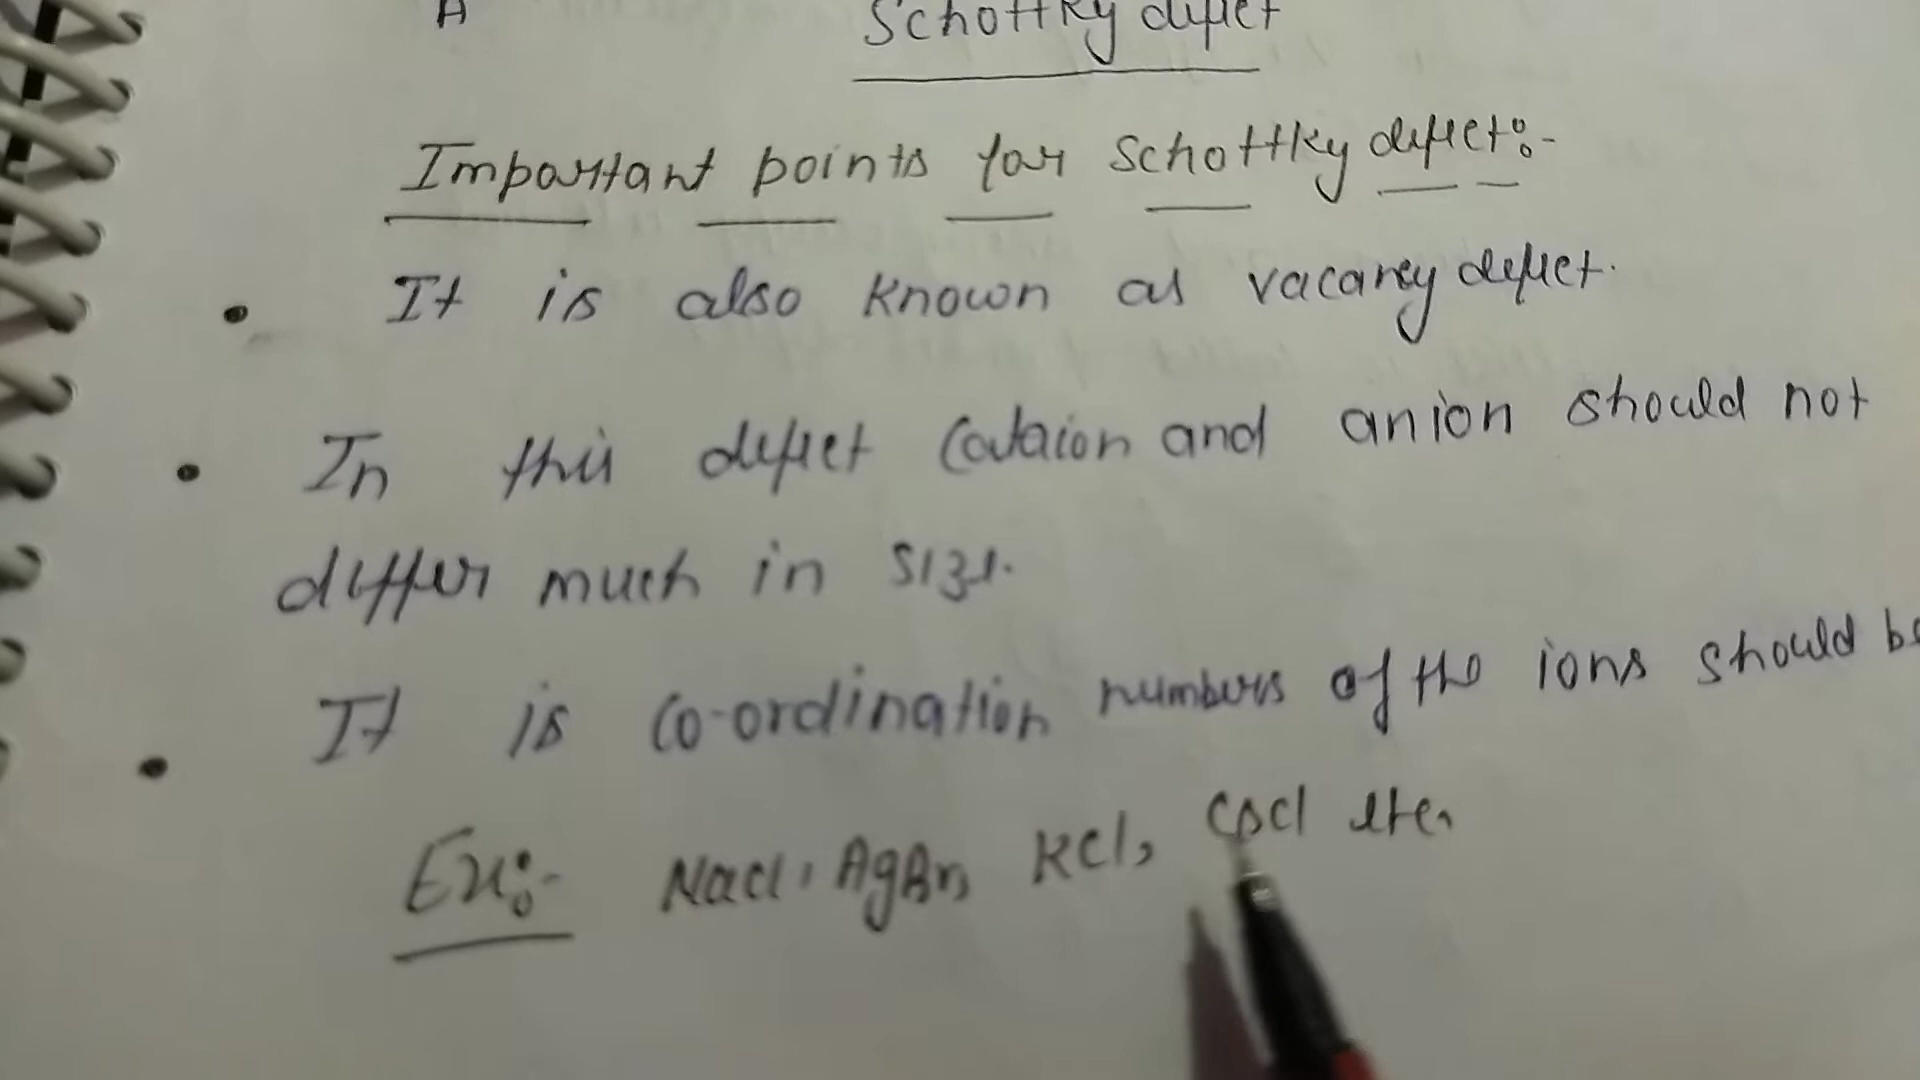 A Schottky defect
Important points for Schottky defect:-
• It is also known as vacancy defect.
• In this defect Cataion and anion should not
differ much in size.
• It is co-ordination numbers of the ions should be
Ex:- NaCl, AgBr, KCl, CsCl etc.